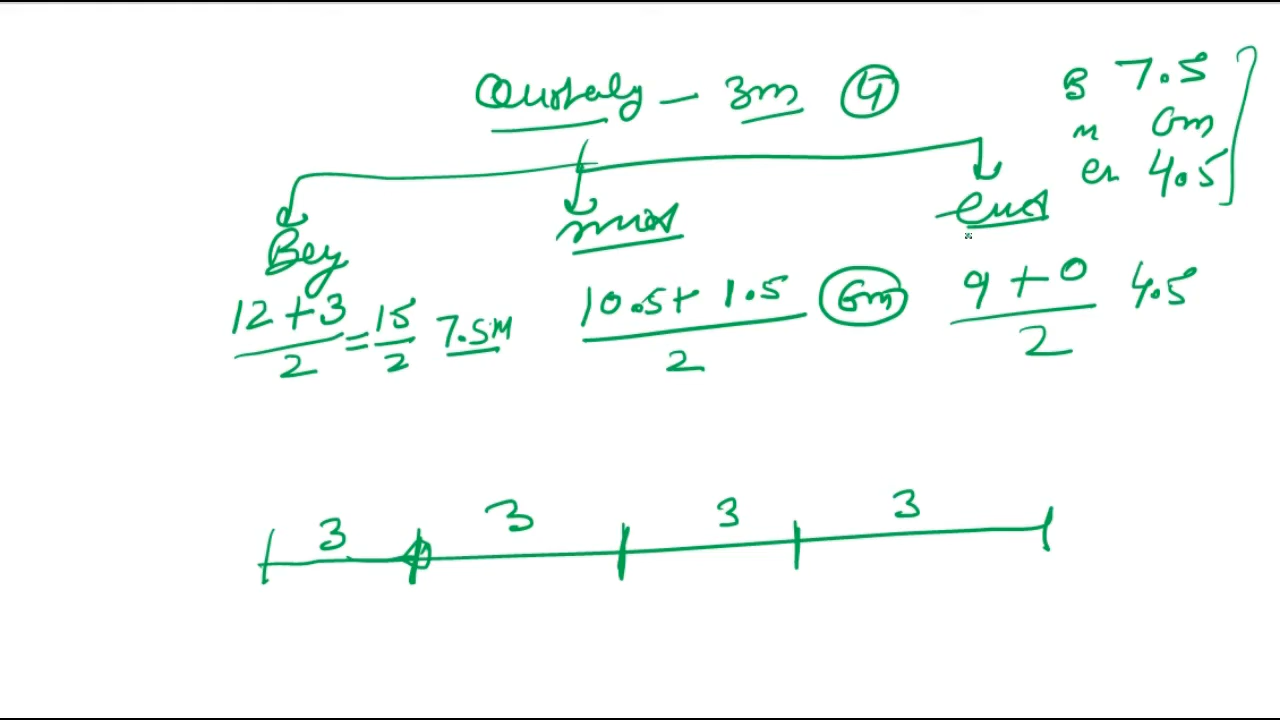 Quartaly - 3m 4
B 7.5
m 6m
en 4.5
Beg
mid
end
12 + 3 / 2 = 15 / 2 7.5M
10.5 + 1.5 / 2 6m
9 + 0 / 2 4.5
3 3 3 3